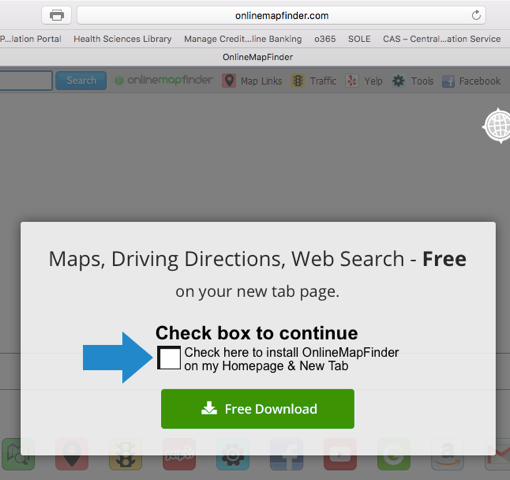 onlinemapfinder.com
P...lation Portal Health Sciences Library Manage Credit...line Banking o365 SOLE CAS – Central...ation Service
OnlineMapFinder
Search onlinemapfinder Map Links Traffic Yelp Tools Facebook
Maps, Driving Directions, Web Search - Free
on your new tab page.
Check box to continue
Check here to install OnlineMapFinder
on my Homepage & New Tab
Free Download